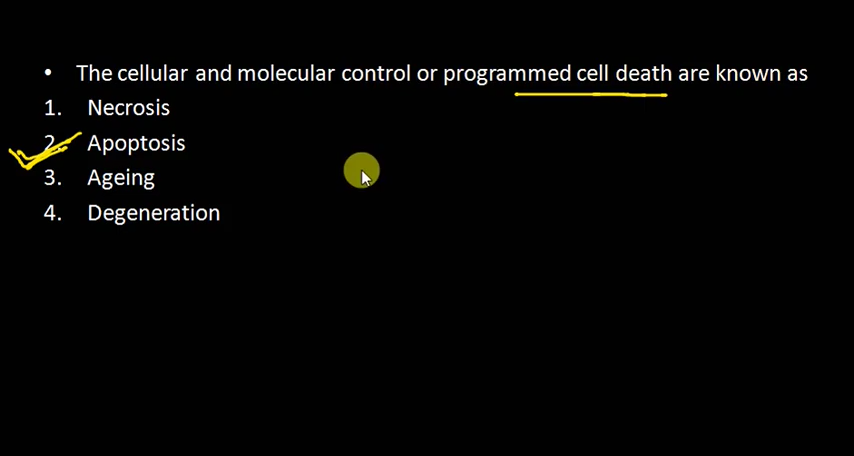 • The cellular and molecular control or programmed cell death are known as
1. Necrosis
2. Apoptosis
3. Ageing
4. Degeneration